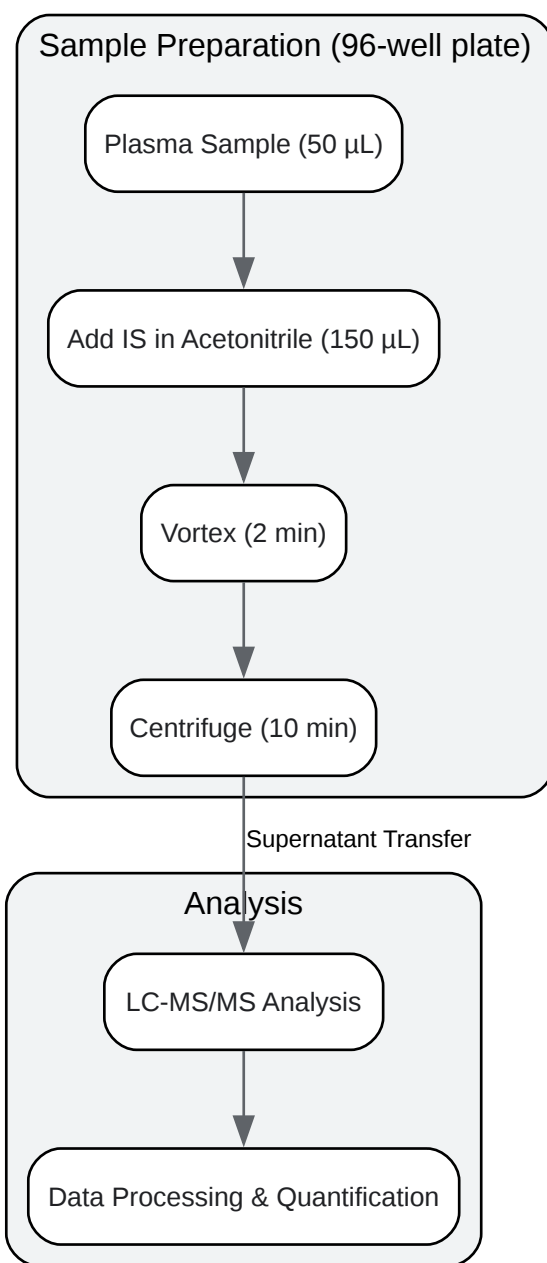 Sample Preparation (96-well plate)
Plasma Sample (50 µL)
Add IS in Acetonitrile (150 µL)
Vortex (2 min)
Centrifuge (10 min)
Supernatant Transfer
Analysis
LC-MS/MS Analysis
Data Processing & Quantification